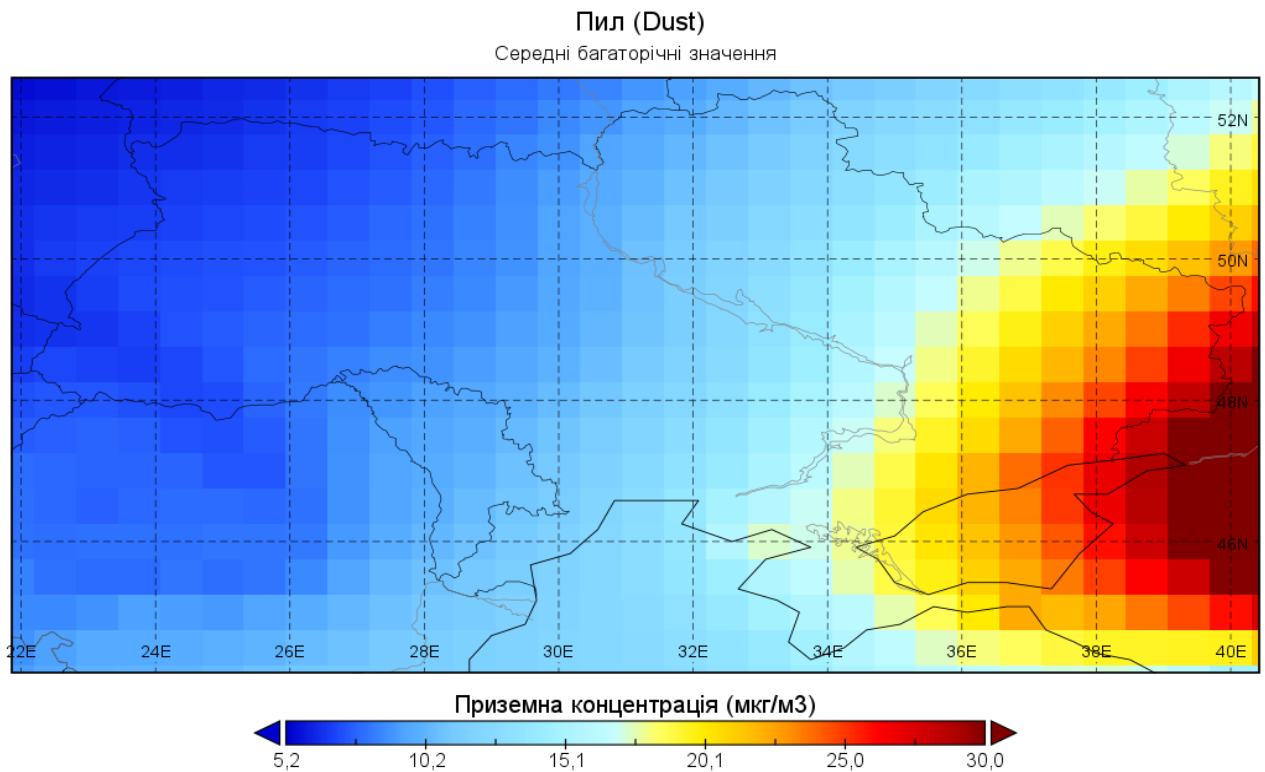 Пил (Dust)
Середні багаторічні значення
52N
50N
48N
46N
22E 24E 26E 28E 30E 32E 34E 36E 38E 40E
Приземна концентрація (мкг/м3)
5,2 10,2 15,1 20,1 25,0 30,0